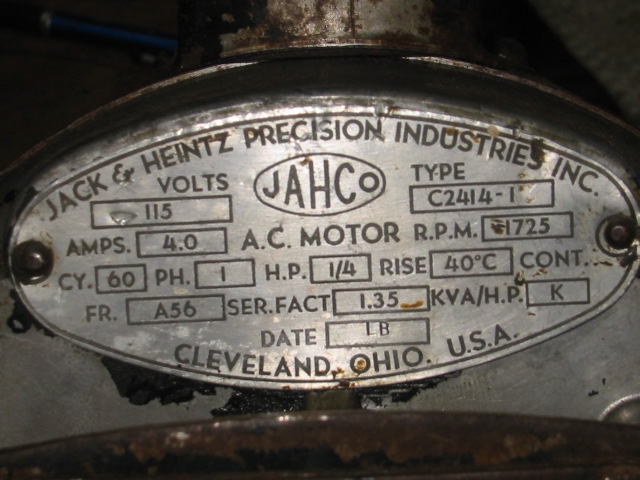 JACK & HEINTZ PRECISION INDUSTRIES INC.
JAHCO
VOLTS 115 TYPE C2414-1
AMPS. 4.0 A.C. MOTOR R.P.M. 1725
CY. 60 PH. 1 H.P. 1/4 RISE 40°C CONT.
FR. A56 SER.FACT 1.35 KVA/H.P. K
DATE LB
CLEVELAND, OHIO. U.S.A.